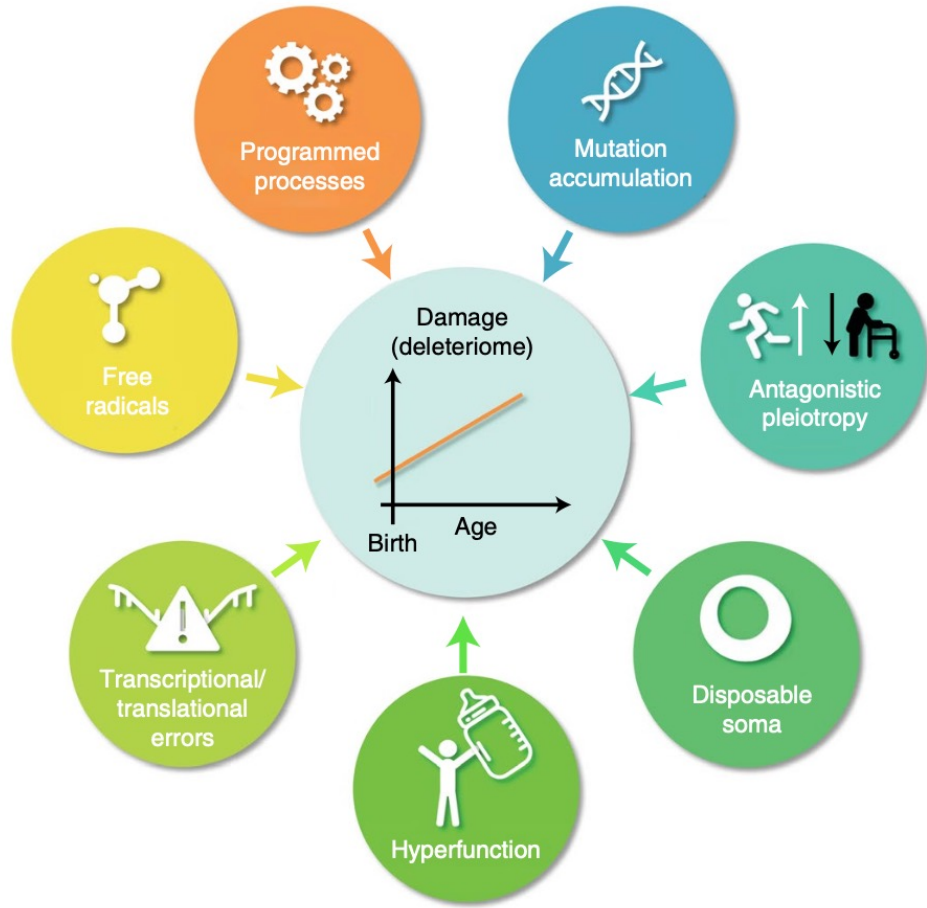 Programmed
processes
Mutation
accumulation
Free
radicals
Damage
(deleteriome)
Birth
Age
Antagonistic
pleiotropy
Transcriptional/
translational
errors
Disposable
soma
Hyperfunction